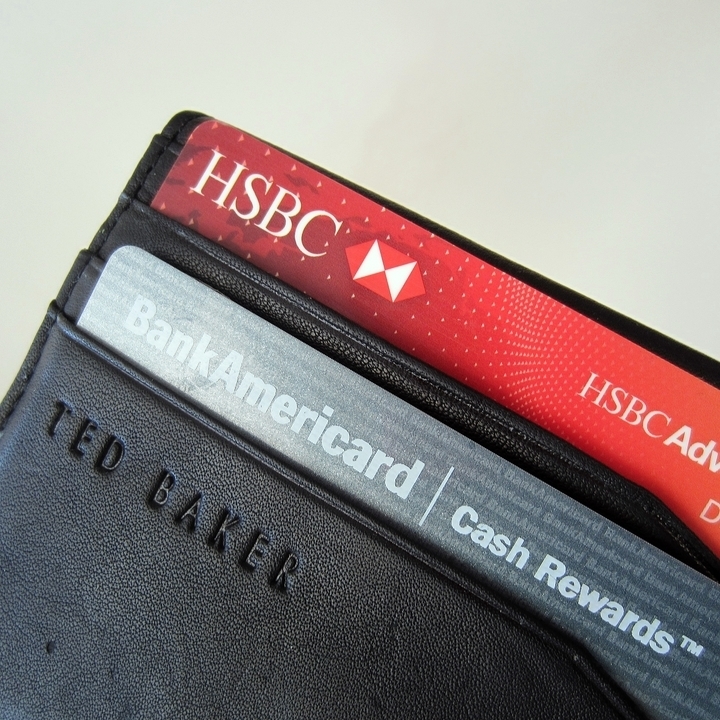 HSBC
HSBC Adv
D
BankAmericard | Cash Rewards™
TED BAKER